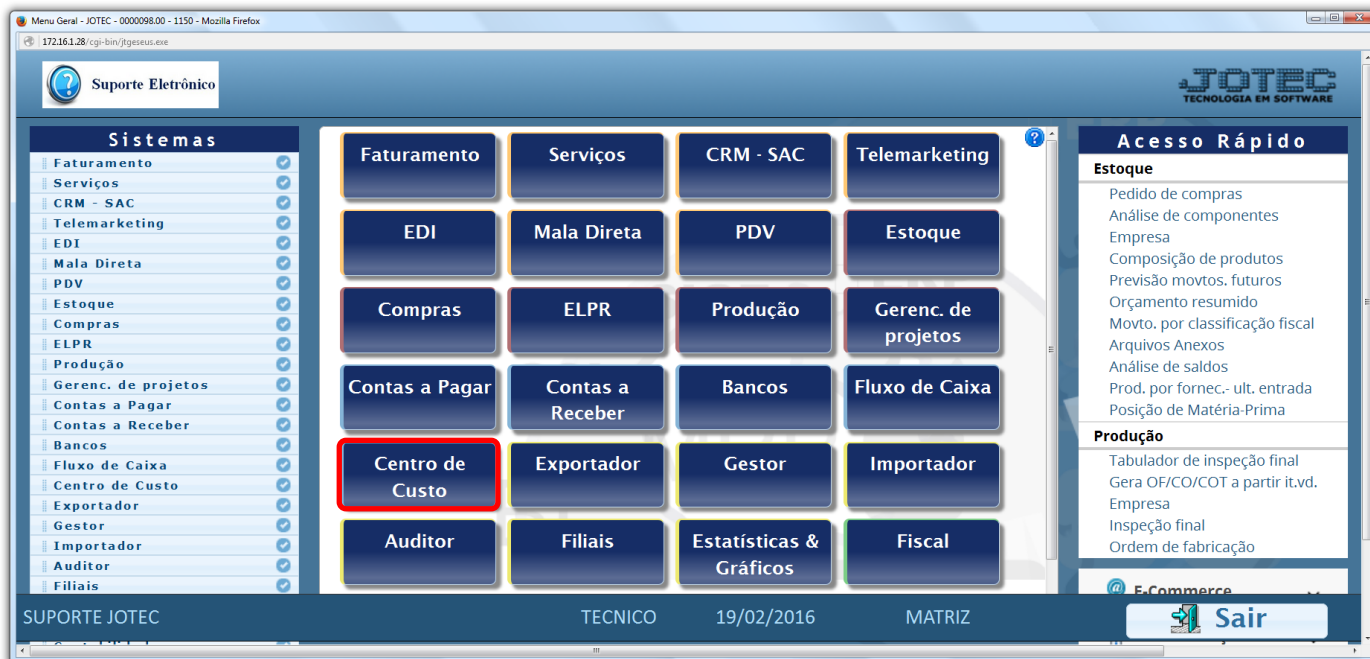 Menu Geral - JOTEC - 0000098.00 - 1150 - Mozilla Firefox
172.16.1.28/cgi-bin/jtgeseus.exe
Suporte Eletrônico
JOTEC
TECNOLOGIA EM SOFTWARE
Sistemas
Faturamento
Serviços
CRM - SAC
Telemarketing
EDI
Mala Direta
PDV
Estoque
Compras
ELPR
Produção
Gerenc. de projetos
Contas a Pagar
Contas a Receber
Bancos
Fluxo de Caixa
Centro de Custo
Exportador
Gestor
Importador
Auditor
Filiais
Faturamento
Serviços
CRM - SAC
Telemarketing
EDI
Mala Direta
PDV
Estoque
Compras
ELPR
Produção
Gerenc. de
projetos
Contas a Pagar
Contas a
Receber
Bancos
Fluxo de Caixa
Centro de
Custo
Exportador
Gestor
Importador
Auditor
Filiais
Estatísticas &
Gráficos
Fiscal
Acesso Rápido
Estoque
Pedido de compras
Análise de componentes
Empresa
Composição de produtos
Previsão movtos. futuros
Orçamento resumido
Movto. por classificação fiscal
Arquivos Anexos
Análise de saldos
Prod. por fornec.- ult. entrada
Posição de Matéria-Prima
Produção
Tabulador de inspeção final
Gera OF/CO/COT a partir it.vd.
Empresa
Inspeção final
Ordem de fabricação
E-Commerce
SUPORTE JOTEC
TECNICO
19/02/2016
MATRIZ
Sair